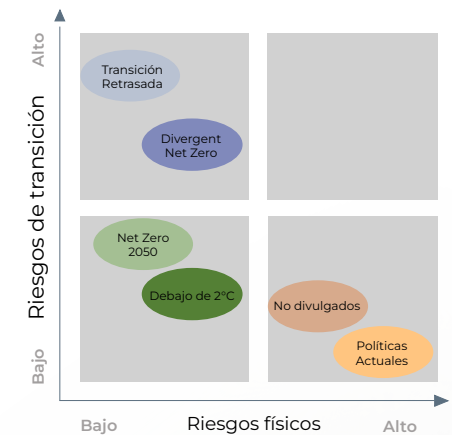 Alto
Riesgos de transición
Bajo
Transición
Retrasada
Divergent
Net Zero
Net Zero
2050
Debajo de 2°C
No divulgados
Políticas
Actuales
Bajo
Riesgos físicos
Alto